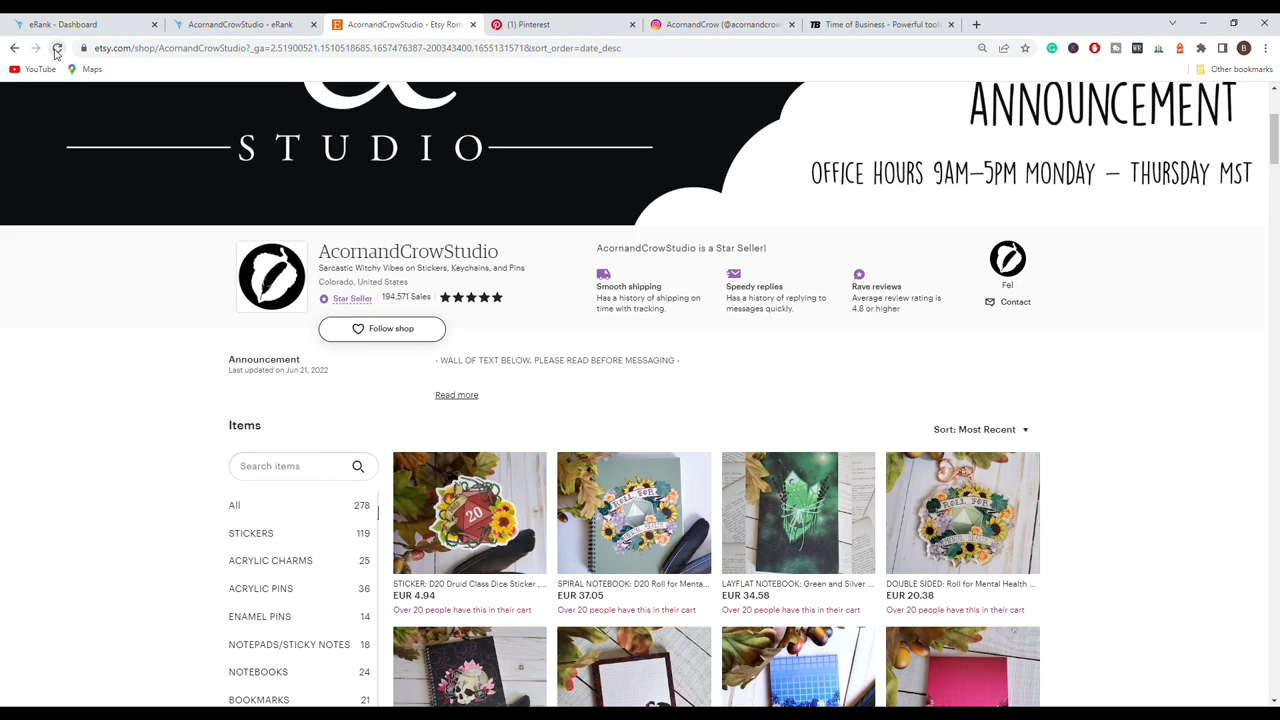 eRank - Dashboard
AcornandCrowStudio - eRank
AcornandCrowStudio - Etsy Rom
(1) Pinterest
AcornandCrow (@acorndandcrow
Time of Business - Powerful tool
etsy.com/shop/AcornandCrowStudio?_ga=2.51900521.1510518685.1657476387-200343400.1655131571&sort_order=date_desc
YouTube
Maps
Other bookmarks
STUDIO
ANNOUNCEMENT
OFFICE HOURS 9AM-5PM MONDAY - THURSDAY MST
AcornandCrowStudio
Sarcastic Witchy Vibes on Stickers, Keychains, and Pins
Colorado, United States
Star Seller
194,571 Sales
Follow shop
AcornandCrowStudio is a Star Seller!
Smooth shipping
Has a history of shipping on
time with tracking.
Speedy replies
Has a history of replying to
messages quickly.
Rave reviews
Average review rating is
4.8 or higher
Fel
Contact
Announcement
Last updated on Jun 21, 2022
- WALL OF TEXT BELOW. PLEASE READ BEFORE MESSAGING -
Read more
Items
Sort: Most Recent
Search items
All 278
STICKERS 119
ACRYLIC CHARMS 25
ACRYLIC PINS 36
ENAMEL PINS 14
NOTEPADS/STICKY NOTES 18
NOTEBOOKS 24
BOOKMARKS 21
20
ROLL FOR
ROLL FOR
STICKER: D20 Druid Class Dice Sticker ,...
EUR 4.94
Over 20 people have this in their cart
SPIRAL NOTEBOOK: D20 Roll for Menta...
EUR 37.05
Over 20 people have this in their cart
LAYFLAT NOTEBOOK: Green and Silver ...
EUR 34.58
Over 20 people have this in their cart
DOUBLE SIDED: Roll for Mental Health ...
EUR 20.38
Over 20 people have this in their cart